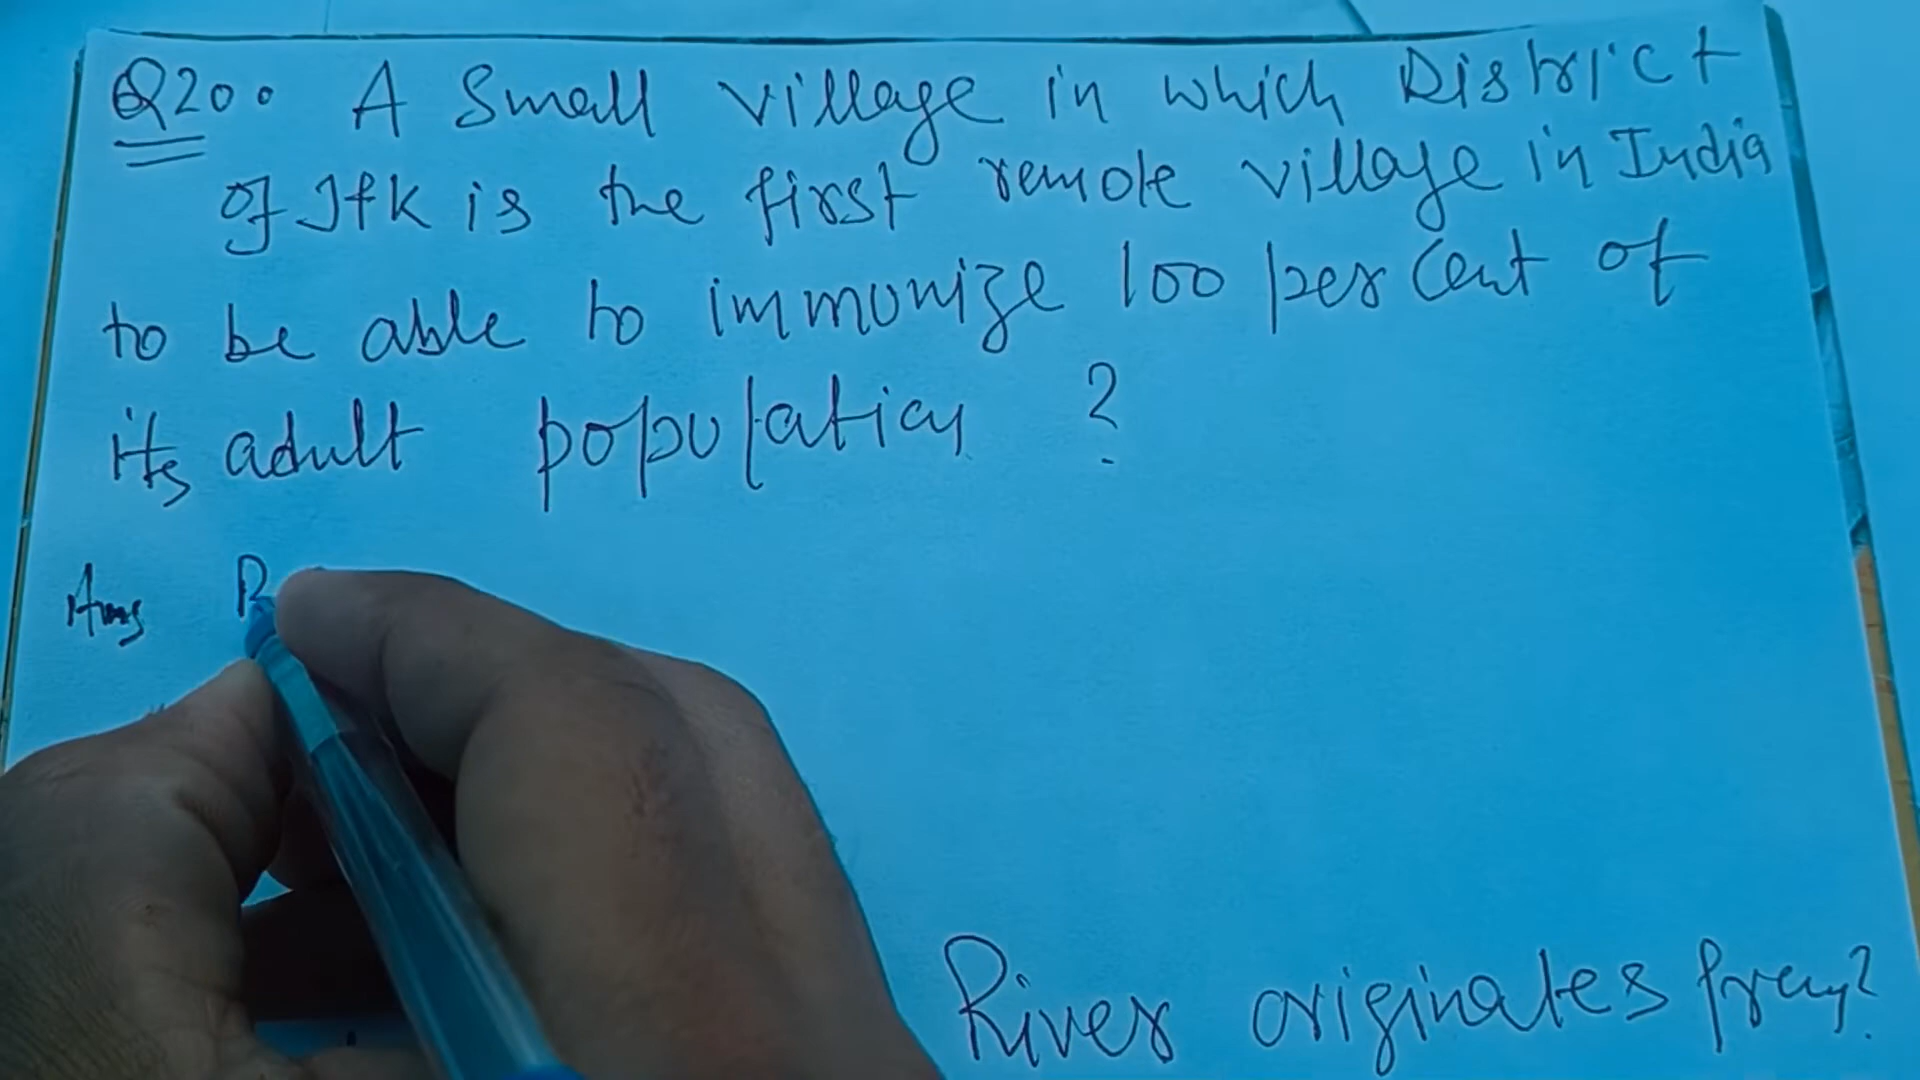 Q20. A Small village in which District
of J&K is the first remote village in India
to be able to immunize 100 per cent of
its adult population ?
Ans B
River originates from?